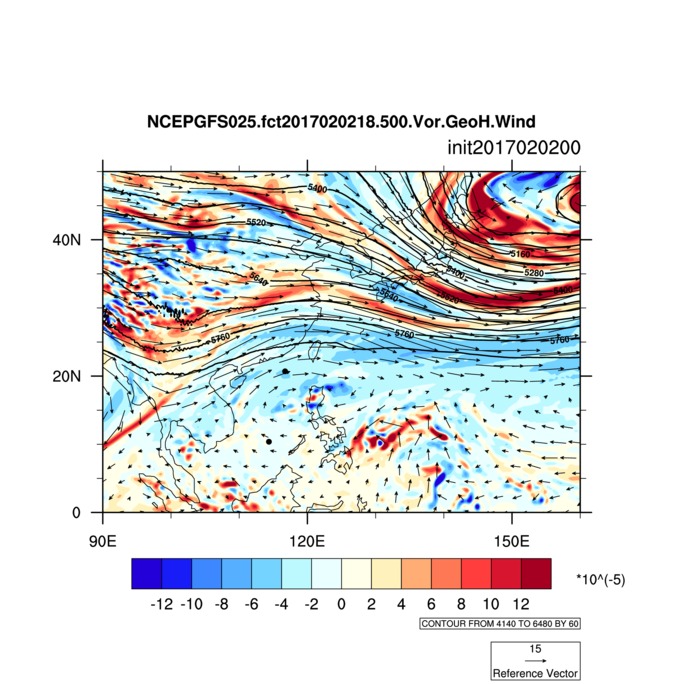 NCEPGFS025.fct2017020218.500.Vor.GeoH.Wind
init2017020200
5400
5520
40N
5160
5280
5400
5640
5640
5520
5400
5760
5760
5760
20N
0
90E 120E 150E
-12 -10 -8 -6 -4 -2 0 2 4 6 8 10 12
*10^(-5)
CONTOUR FROM 4140 TO 6480 BY 60
15
Reference Vector